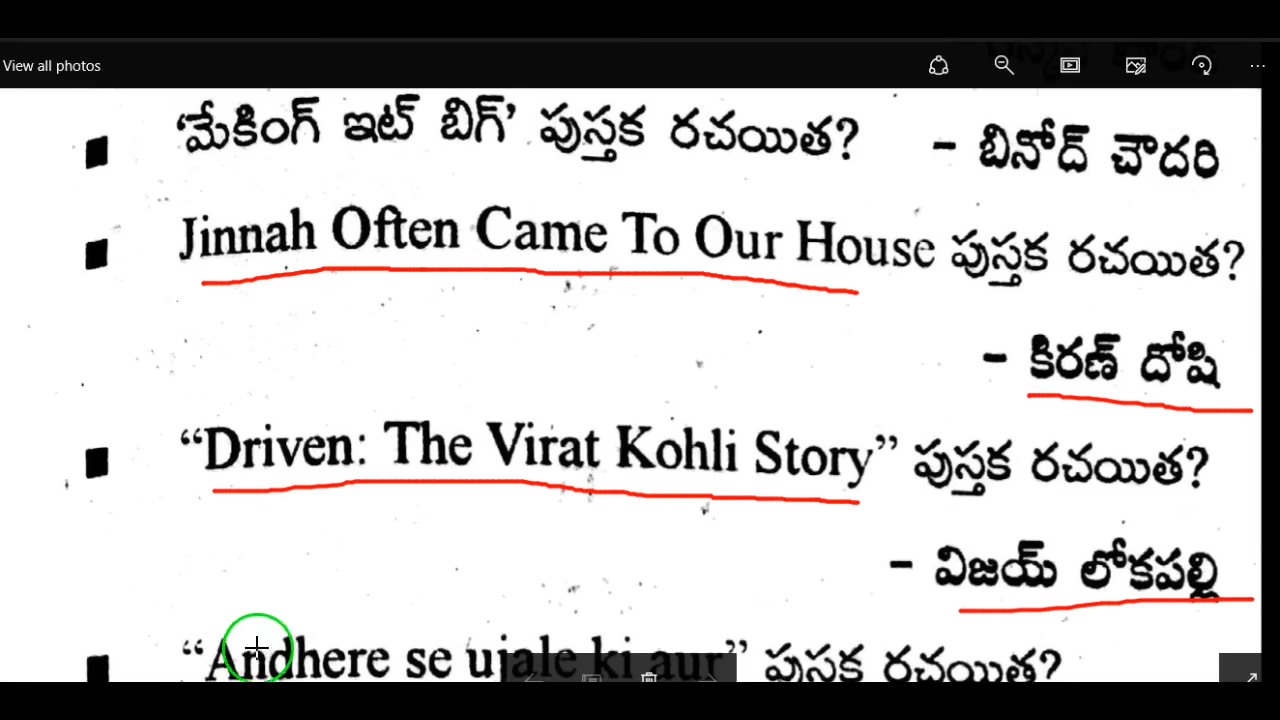 View all photos
‘మేకింగ్ ఇట్ బిగ్’ పుస్తక రచయిత? - బినోద్ చౌదరి
Jinnah Often Came To Our House పుస్తక రచయిత?
- కిరణ్ దోషి
“Driven: The Virat Kohli Story” పుస్తక రచయిత?
- విజయ్ లోకపల్లి
“Andhere se ujale ki aur” పుస్తక రచయిత?